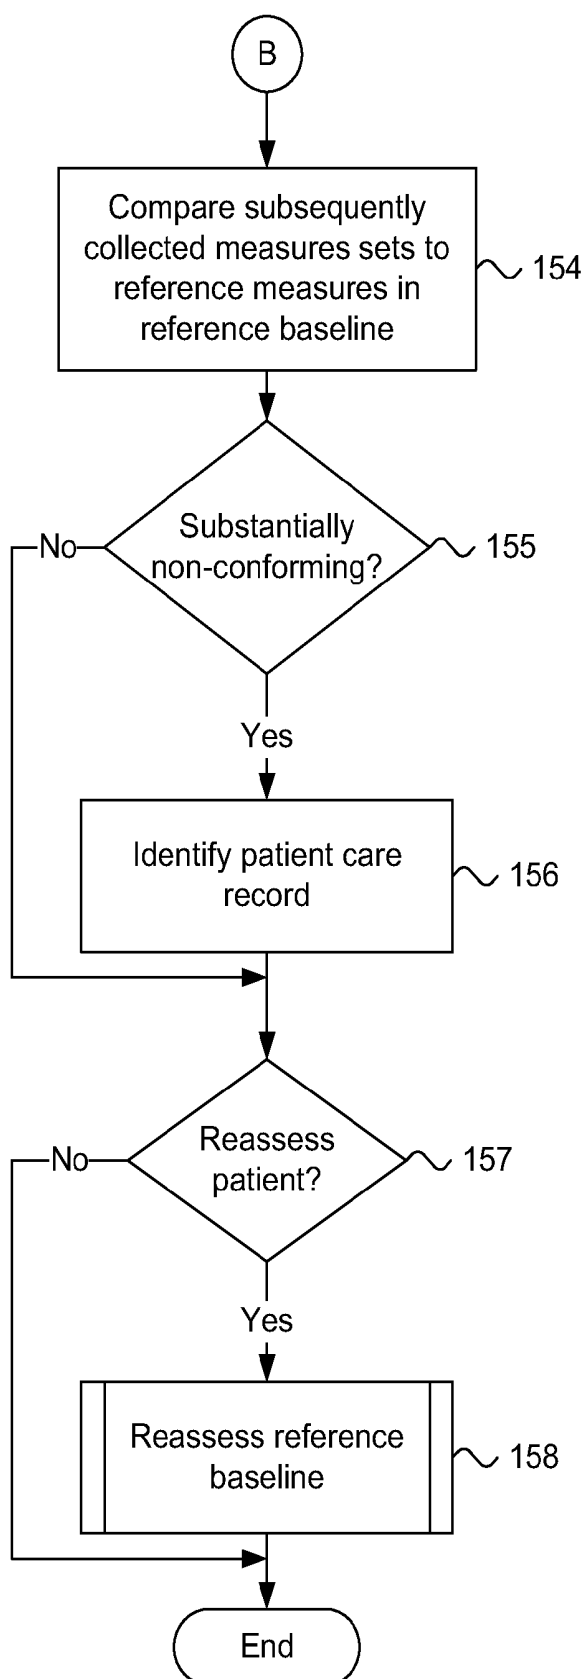 B
Compare subsequently
collected measures sets to
reference measures in
reference baseline
154
Substantially
non-conforming?
155
No
Yes
Identify patient care
record
156
Reassess
patient?
157
No
Yes
Reassess reference
baseline
158
End